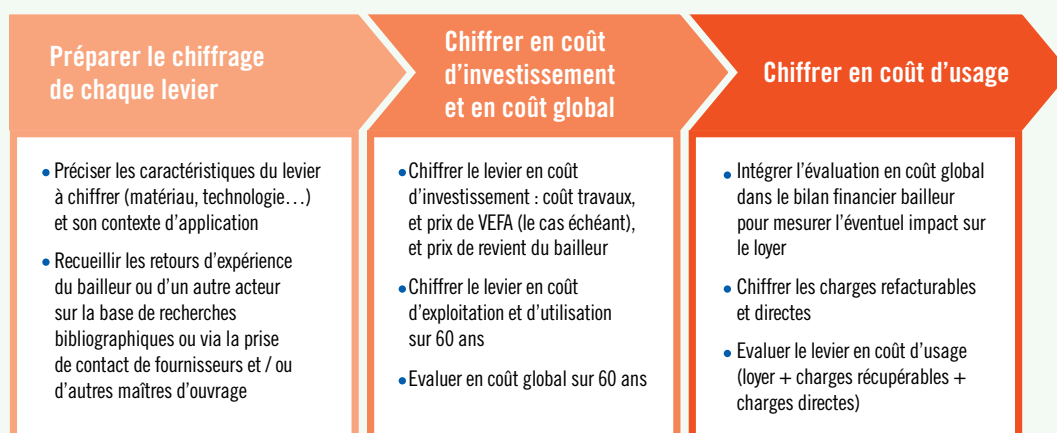 Préparer le chiffrage
de chaque levier
• Préciser les caractéristiques du levier
à chiffrer (matériau, technologie…)
et son contexte d'application
• Recueillir les retours d'expérience
du bailleur ou d'un autre acteur
sur la base de recherches
bibliographiques ou via la prise
de contact de fournisseurs et / ou
d'autres maîtres d'ouvrage
Chiffrer en coût
d'investissement
et en coût global
• Chiffrer le levier en coût
d'investissement : coût travaux,
et prix de VEFA (le cas échéant),
et prix de revient du bailleur
• Chiffrer le levier en coût
d'exploitation et d'utilisation
sur 60 ans
• Evaluer en coût global sur 60 ans
Chiffrer en coût d'usage
• Intégrer l'évaluation en coût global
dans le bilan financier bailleur
pour mesurer l'éventuel impact sur
le loyer
• Chiffrer les charges refacturables
et directes
• Evaluer le levier en coût d'usage
(loyer + charges récupérables +
charges directes)